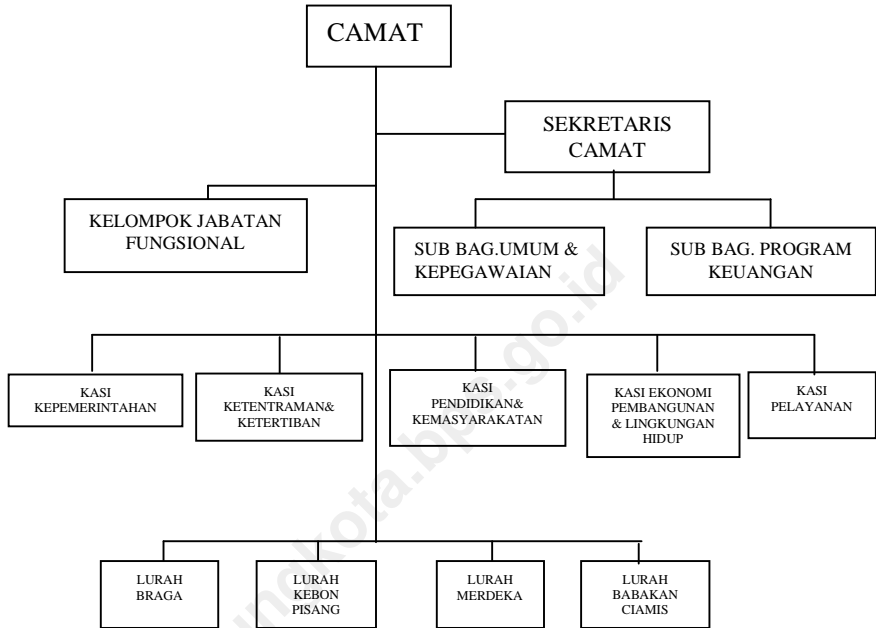 CAMAT
SEKRETARIS
CAMAT
KELOMPOK JABATAN
FUNGSIONAL
SUB BAG.UMUM &
KEPEGAWAIAN
SUB BAG. PROGRAM
KEUANGAN
KASI
KEPEMERINTAHAN
KASI
KETENTRAMAN&
KETERTIBAN
KASI
PENDIDIKAN&
KEMASYARAKATAN
KASI EKONOMI
PEMBANGUNAN
& LINGKUNGAN
HIDUP
KASI
PELAYANAN
LURAH
BRAGA
LURAH
KEBON
PISANG
LURAH
MERDEKA
LURAH
BABAKAN
CIAMIS